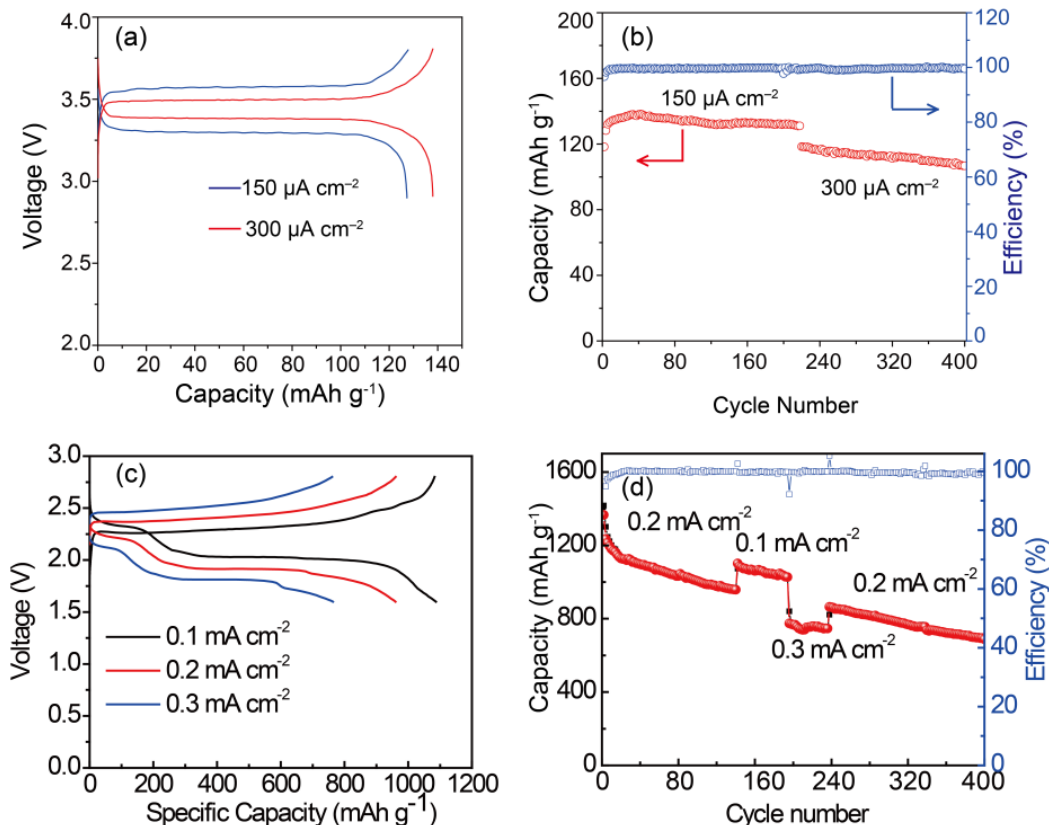 (a)
4.0
3.5
3.0
2.5
2.0
Voltage (V)
150 µA cm⁻²
300 µA cm⁻²
0 20 40 60 80 100 120 140
Capacity (mAh g⁻¹)
(b)
200
160
120
80
40
0
Capacity (mAh g⁻¹)
150 µA cm⁻²
300 µA cm⁻²
120
100
80
60
40
20
0
Efficiency (%)
0 80 160 240 320 400
Cycle Number
(c)
3.0
2.5
2.0
1.5
1.0
0.5
0.0
Voltage (V)
0.1 mA cm⁻²
0.2 mA cm⁻²
0.3 mA cm⁻²
0 200 400 600 800 1000 1200
Specific Capacity (mAh g⁻¹)
(d)
1600
1200
800
400
0
Capacity (mAh g⁻¹)
0.2 mA cm⁻²
0.1 mA cm⁻²
0.2 mA cm⁻²
0.3 mA cm⁻²
100
80
60
40
20
0
Efficiency (%)
0 80 160 240 320 400
Cycle number